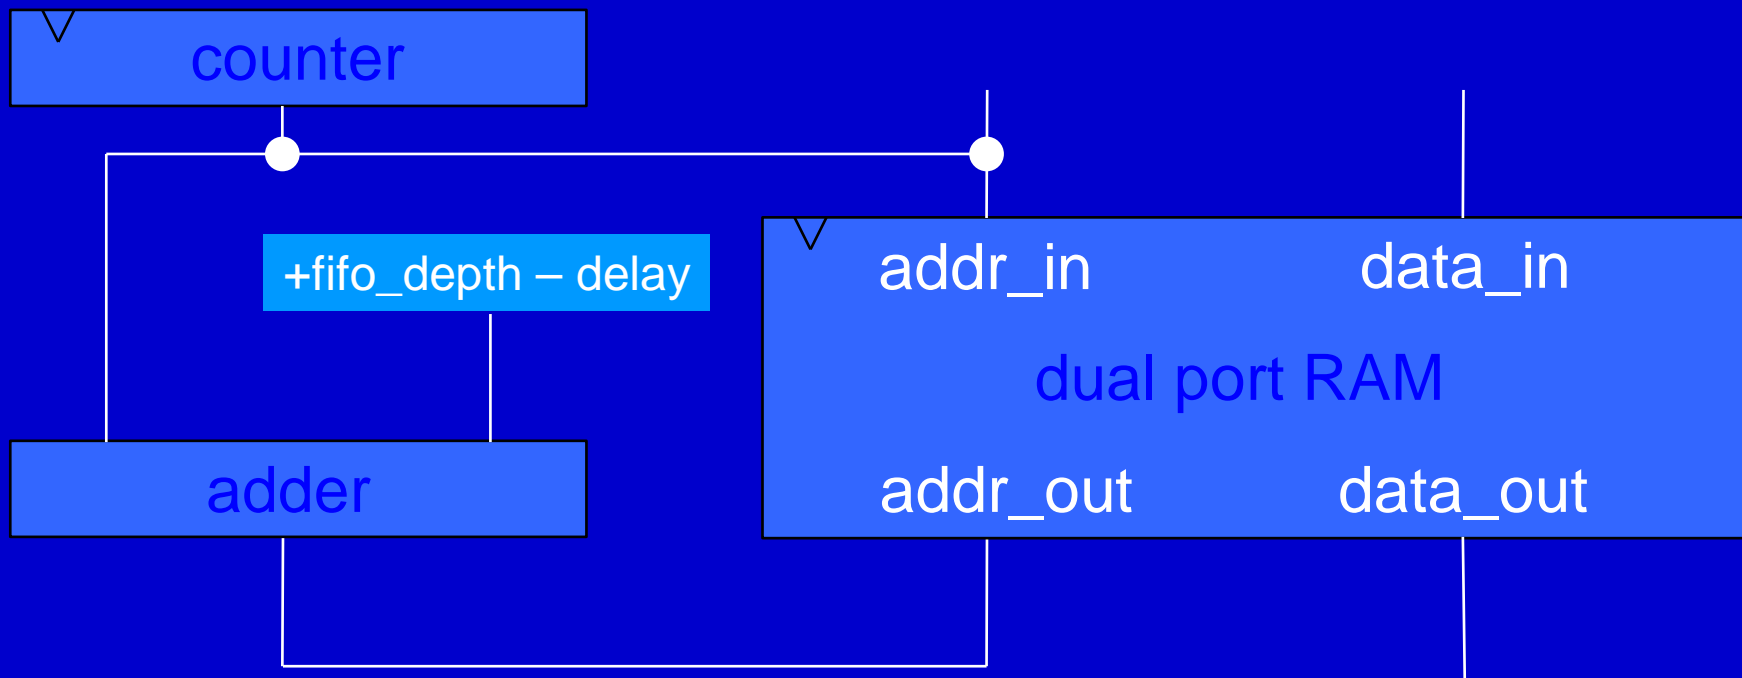 counter
+fifo_depth – delay
addr_in
data_in
dual port RAM
adder
addr_out
data_out